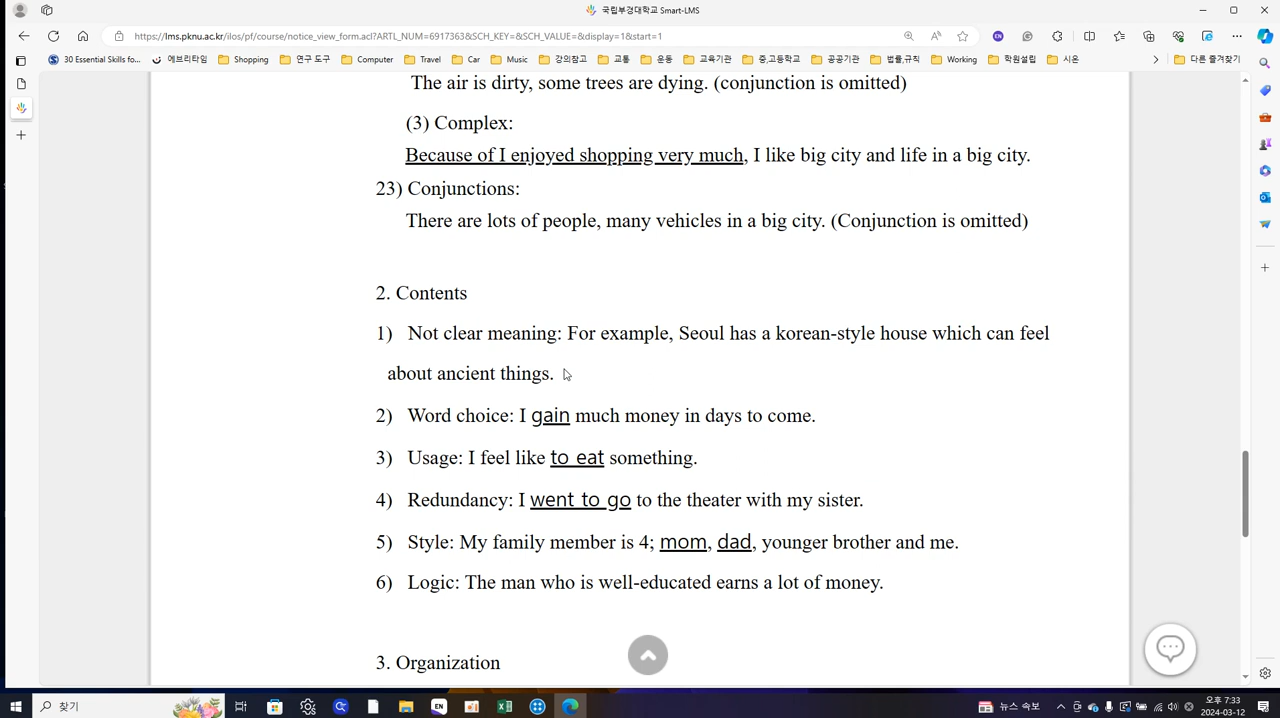 국립부경대학교 Smart-LMS
https://lms.pknu.ac.kr/ilos/pf/course/notice_view_form.acl?ARTL_NUM=6917363&SCH_KEY=&SCH_VALUE=&display=1&start=1
30 Essential Skills fo... 에브리타임 Shopping 연구 도구 Computer Travel Car Music 강의참고 교통 운동 교육기관 중,고등학교 공공기관 법률,규칙 Working 학원설립 시온 다른 즐겨찾기
The air is dirty, some trees are dying. (conjunction is omitted)
(3) Complex:
Because of I enjoyed shopping very much, I like big city and life in a big city.
23) Conjunctions:
There are lots of people, many vehicles in a big city. (Conjunction is omitted)
2. Contents
1) Not clear meaning: For example, Seoul has a korean-style house which can feel
about ancient things.
2) Word choice: I gain much money in days to come.
3) Usage: I feel like to eat something.
4) Redundancy: I went to go to the theater with my sister.
5) Style: My family member is 4; mom, dad, younger brother and me.
6) Logic: The man who is well-educated earns a lot of money.
3. Organization
찾기 EN 뉴스 속보 오후 7:33
2024-03-12